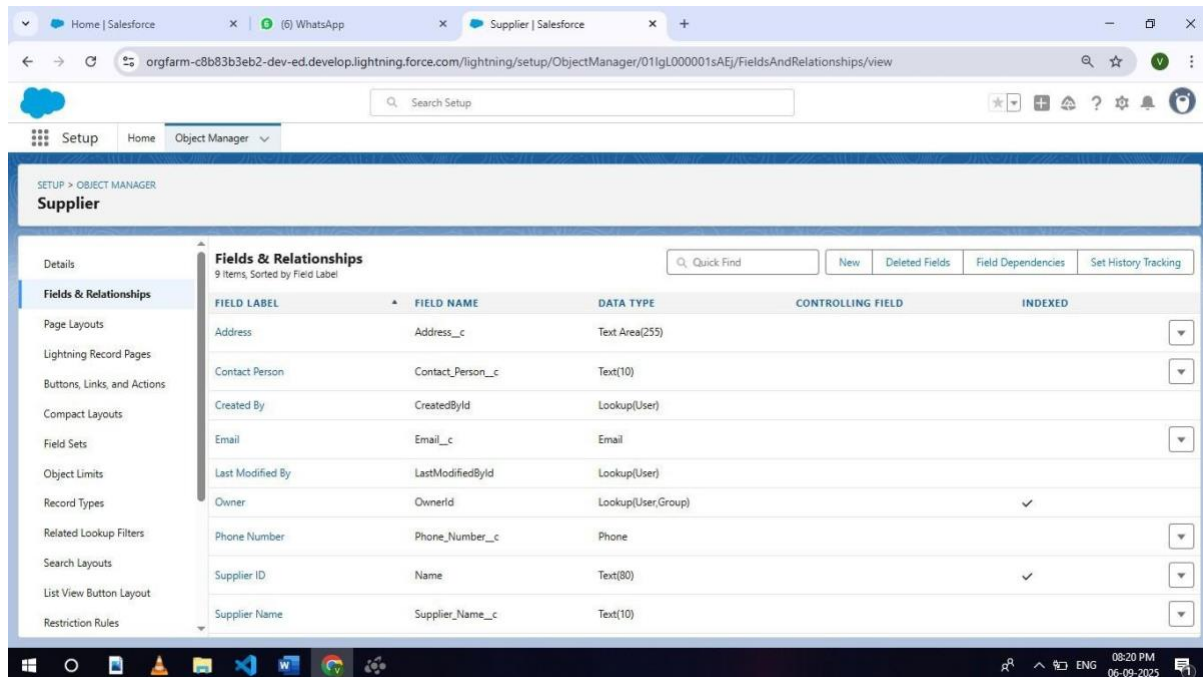 Home | Salesforce
(6) WhatsApp
Supplier | Salesforce
orgfarm-c8b83b3eb2-dev-ed.develop.lightning.force.com/lightning/setup/ObjectManager/01IgL000001sAEj/FieldsAndRelationships/view
V
Search Setup
Setup Home Object Manager
SETUP > OBJECT MANAGER
Supplier
Details
Fields & Relationships
Page Layouts
Lightning Record Pages
Buttons, Links, and Actions
Compact Layouts
Field Sets
Object Limits
Record Types
Related Lookup Filters
Search Layouts
List View Button Layout
Restriction Rules
Fields & Relationships
9 Items, Sorted by Field Label
Quick Find New Deleted Fields Field Dependencies Set History Tracking
FIELD LABEL FIELD NAME DATA TYPE CONTROLLING FIELD INDEXED
Address Address__c Text Area(255)
Contact Person Contact_Person__c Text(10)
Created By CreatedById Lookup(User)
Email Email__c Email
Last Modified By LastModifiedById Lookup(User)
Owner OwnerId Lookup(User,Group)
Phone Number Phone_Number__c Phone
Supplier ID Name Text(80)
Supplier Name Supplier_Name__c Text(10)
ENG
08:20 PM
06-09-2025